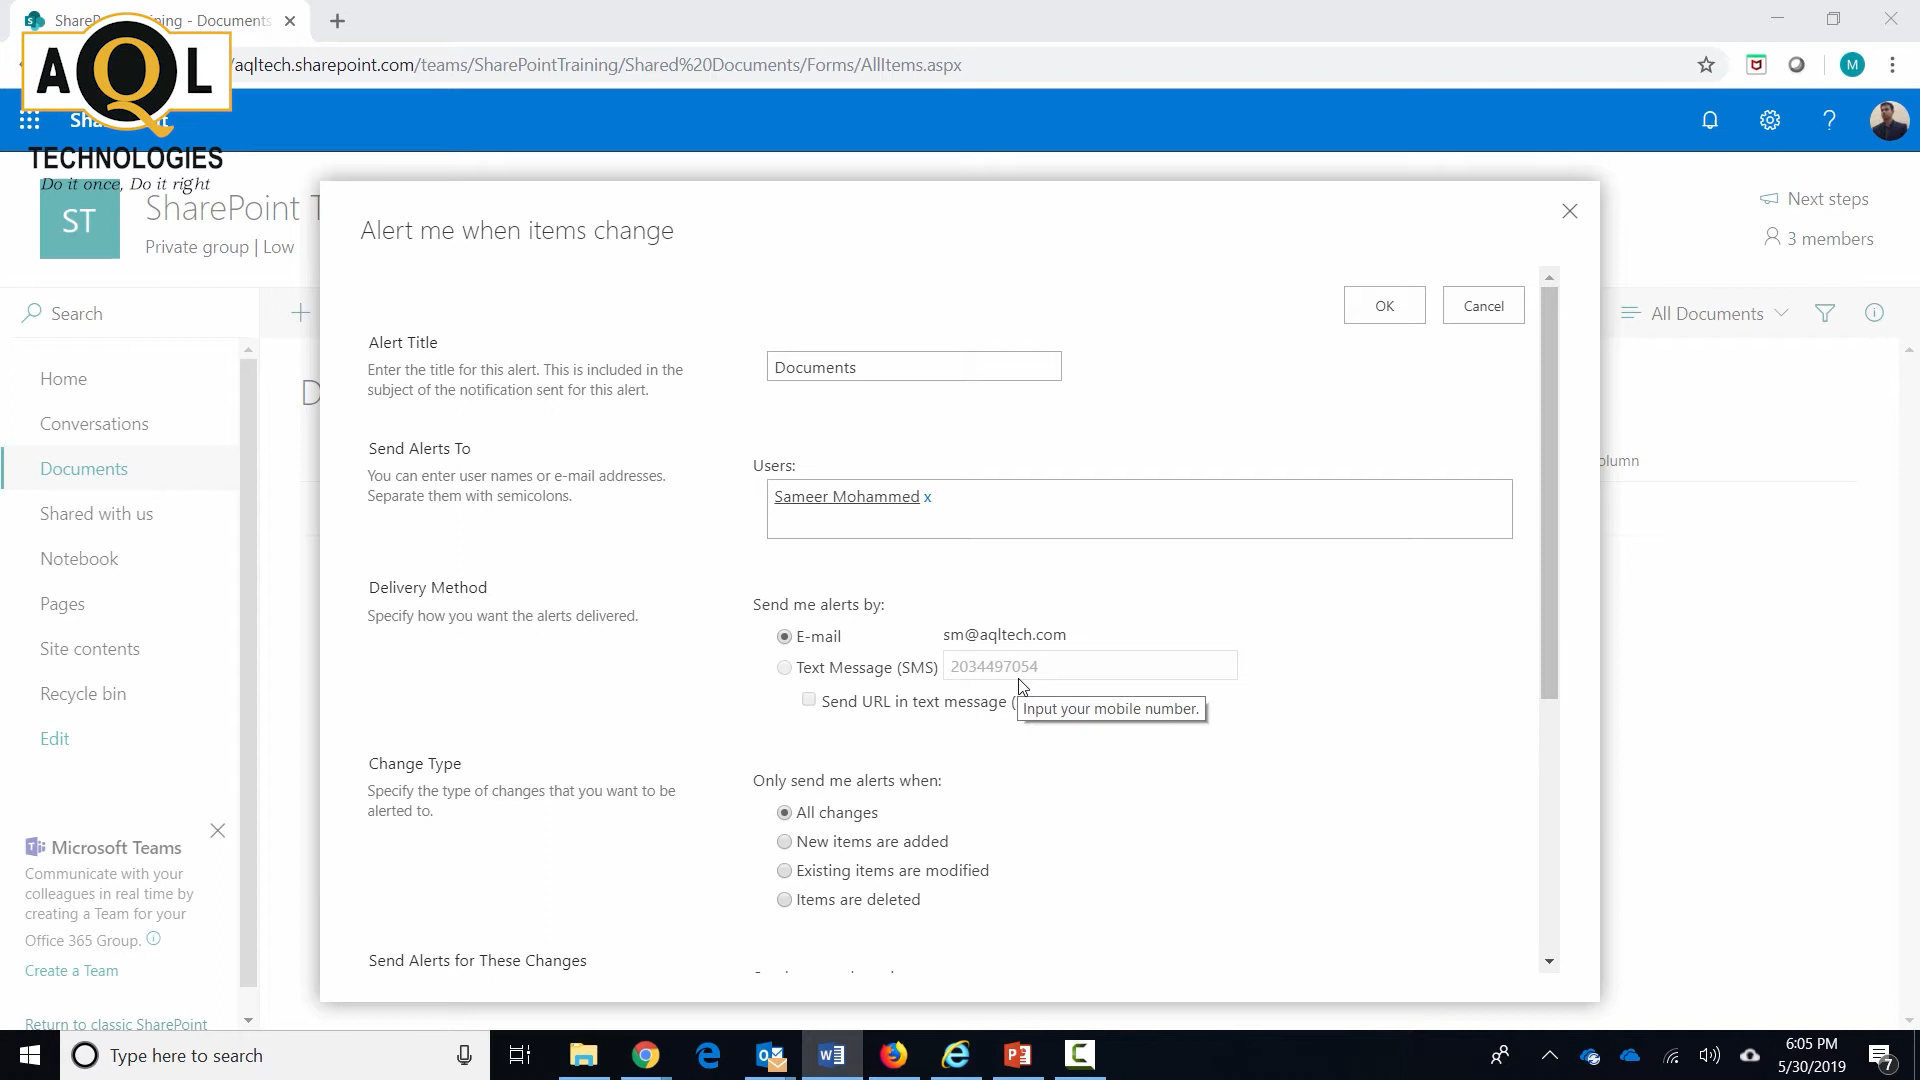 SharePoint Training - Documents
aqltech.sharepoint.com/teams/SharePointTraining/Shared%20Documents/Forms/AllItems.aspx
M
AQL
TECHNOLOGIES
Do it once, Do it right
ST
SharePoint T
Private group | Low
Next steps
3 members
Search
All Documents
Home
Conversations
Documents
Shared with us
Notebook
Pages
Site contents
Recycle bin
Edit
Microsoft Teams
Communicate with your
colleagues in real time by
creating a Team for your
Office 365 Group.
Create a Team
Return to classic SharePoint
D
olumn
Alert me when items change
OK
Cancel
Alert Title
Enter the title for this alert. This is included in the
subject of the notification sent for this alert.
Documents
Send Alerts To
You can enter user names or e-mail addresses.
Separate them with semicolons.
Users:
Sameer Mohammed x
Delivery Method
Specify how you want the alerts delivered.
Send me alerts by:
E-mail
sm@aqltech.com
Text Message (SMS)
2034497054
Send URL in text message (
Input your mobile number.
Change Type
Specify the type of changes that you want to be
alerted to.
Only send me alerts when:
All changes
New items are added
Existing items are modified
Items are deleted
Send Alerts for These Changes
Type here to search
6:05 PM
5/30/2019
7